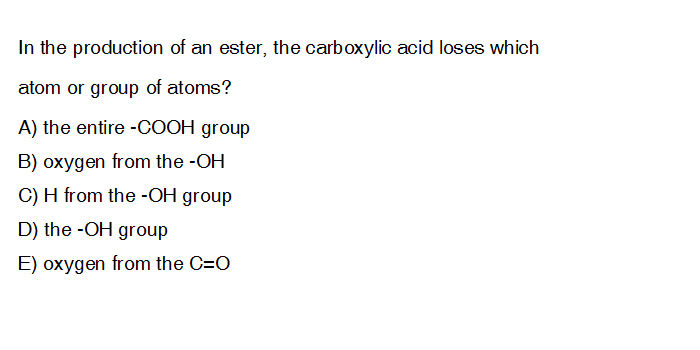 In the production of an ester, the carboxylic acid loses which
atom or group of atoms?
A) the entire -COOH group
B) oxygen from the -OH
C) H from the -OH group
D) the -OH group
E) oxygen from the C=O